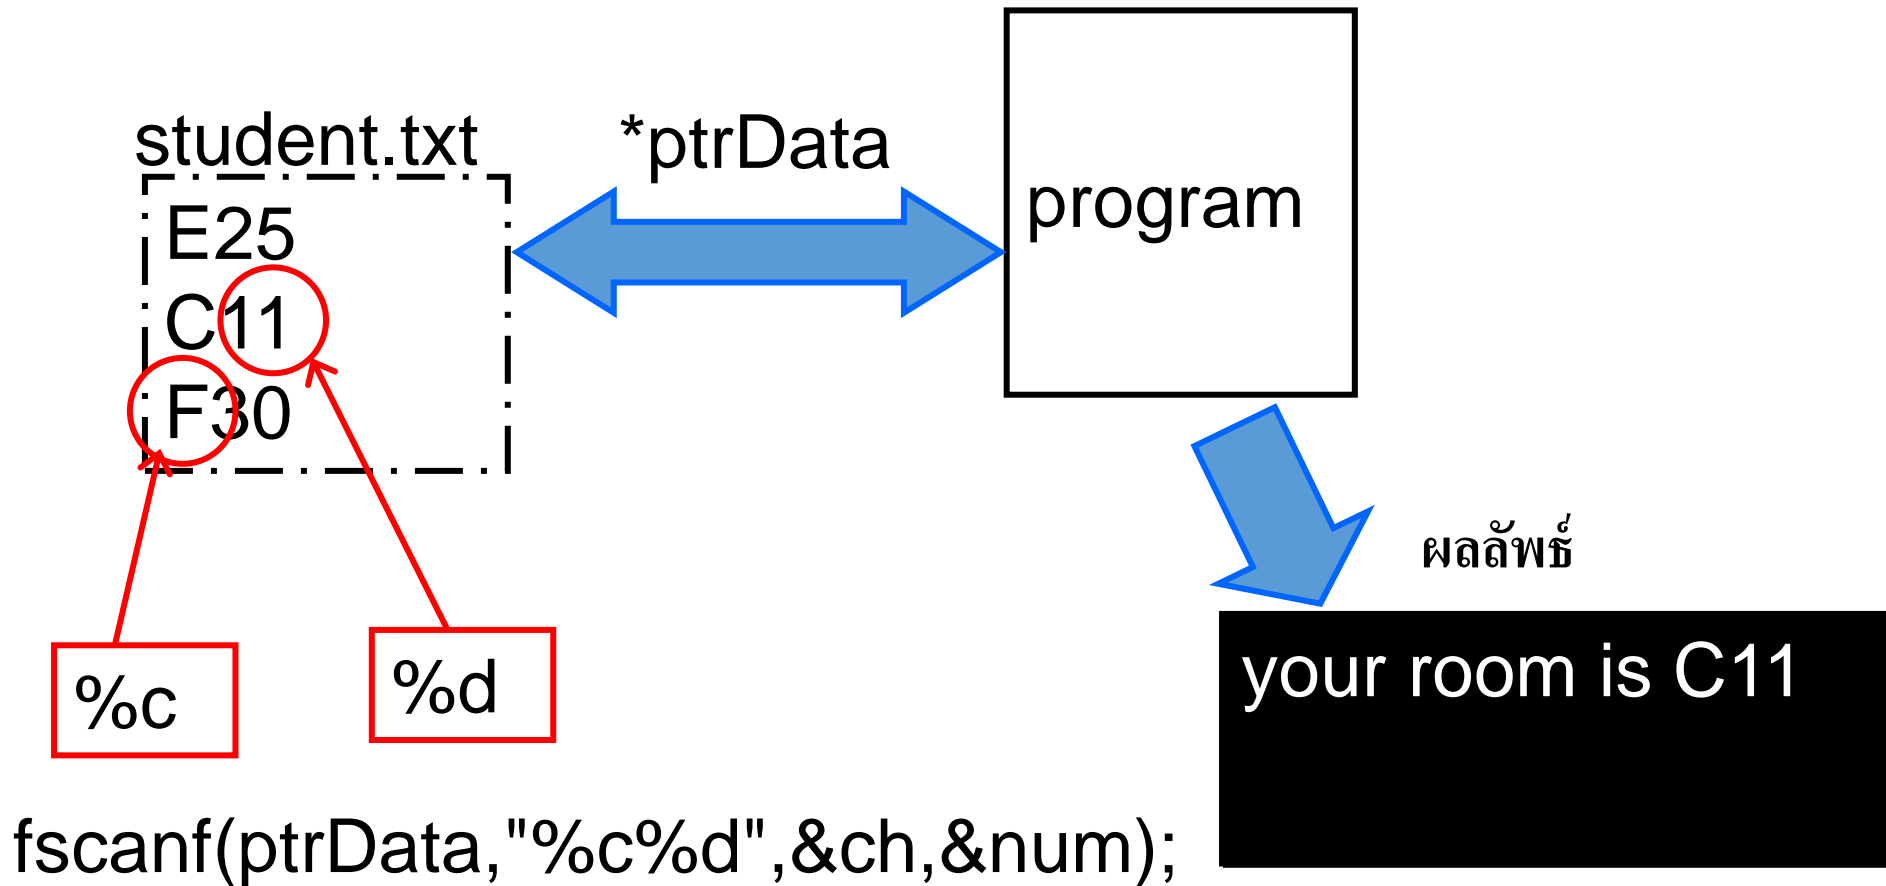 student.txt
*ptrData
program
E25
C11
F30
%c
%d
ผลลัพธ์
your room is C11
fscanf(ptrData,"%c%d",&ch,&num);